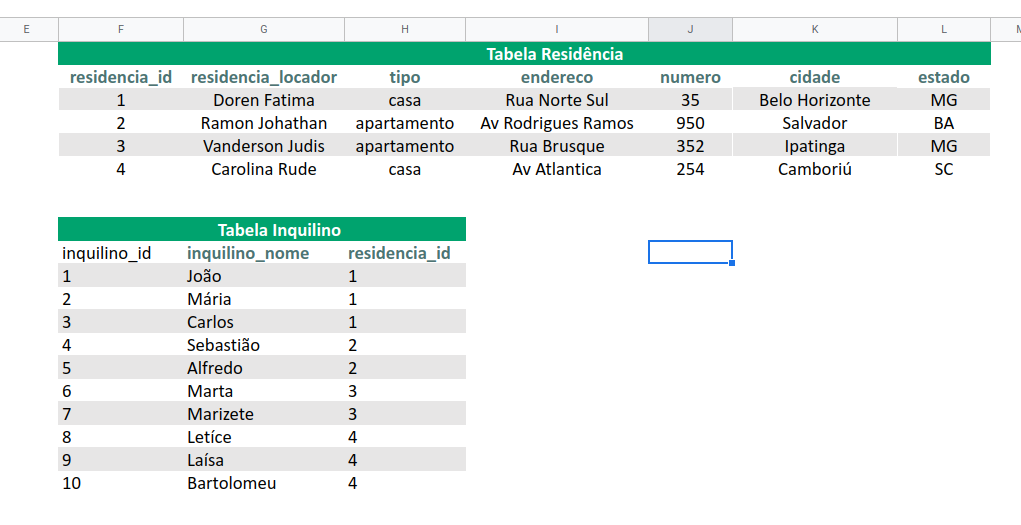 E F G H I J K L
Tabela Residência
residencia_id residencia_locador tipo endereco numero cidade estado
1 Doren Fatima casa Rua Norte Sul 35 Belo Horizonte MG
2 Ramon Johathan apartamento Av Rodrigues Ramos 950 Salvador BA
3 Vanderson Judis apartamento Rua Brusque 352 Ipatinga MG
4 Carolina Rude casa Av Atlantica 254 Camboriú SC
Tabela Inquilino
inquilino_id inquilino_nome residencia_id
1 João 1
2 Mária 1
3 Carlos 1
4 Sebastião 2
5 Alfredo 2
6 Marta 3
7 Marizete 3
8 Letíce 4
9 Laísa 4
10 Bartolomeu 4